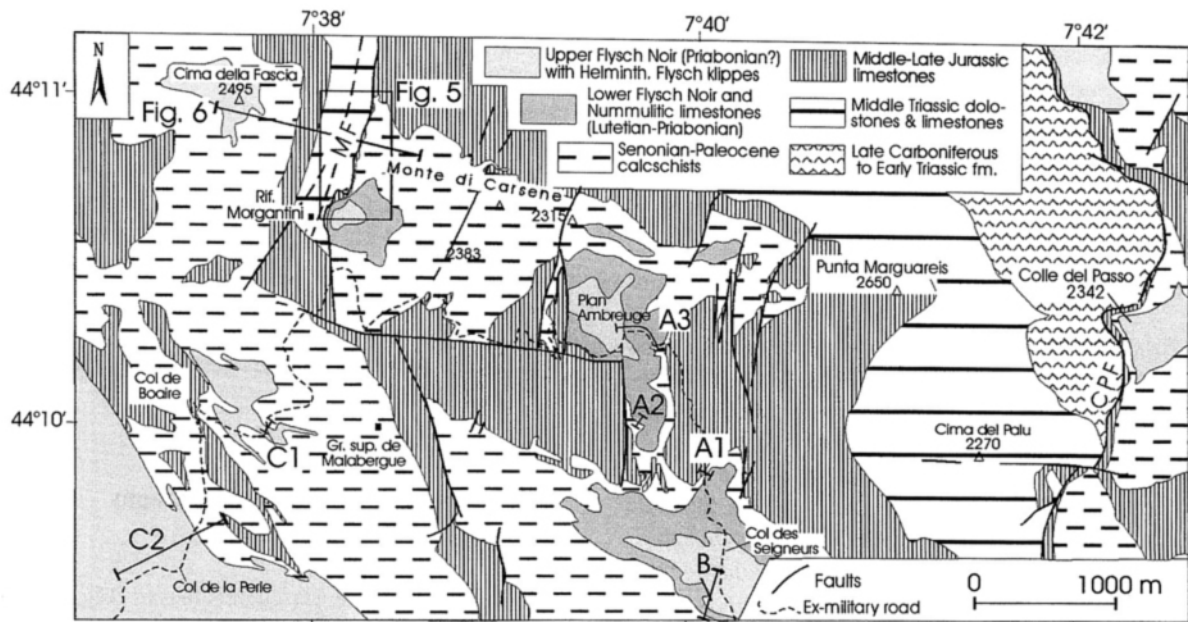 7°38'
7°40'
7°42'
44°11'
44°10'
N
Cima della Fascia
2495
Fig. 6
Fig. 5
MF
Rif.
Morgantini
Monte di Carsene
2315
2383
Upper Flysch Noir (Priabonian?)
with Helminth. Flysch klippes
Lower Flysch Noir and
Nummulitic limestones
(Lutetian-Priabonian)
Senonian-Paleocene
calcschists
Middle-Late Jurassic
limestones
Middle Triassic dolo-
stones & limestones
Late Carboniferous
to Early Triassic fm.
Punta Marguareis
2650
Colle del Passo
2342
Plan
Ambreuge
A3
A2
A1
CPF
Cima del Palu
2270
Col de
Boaire
C1
Gr. sup. de
Malabergue
C2
Col de la Perle
Col des
Seigneurs
B
Faults
Ex-military road
0 1000 m